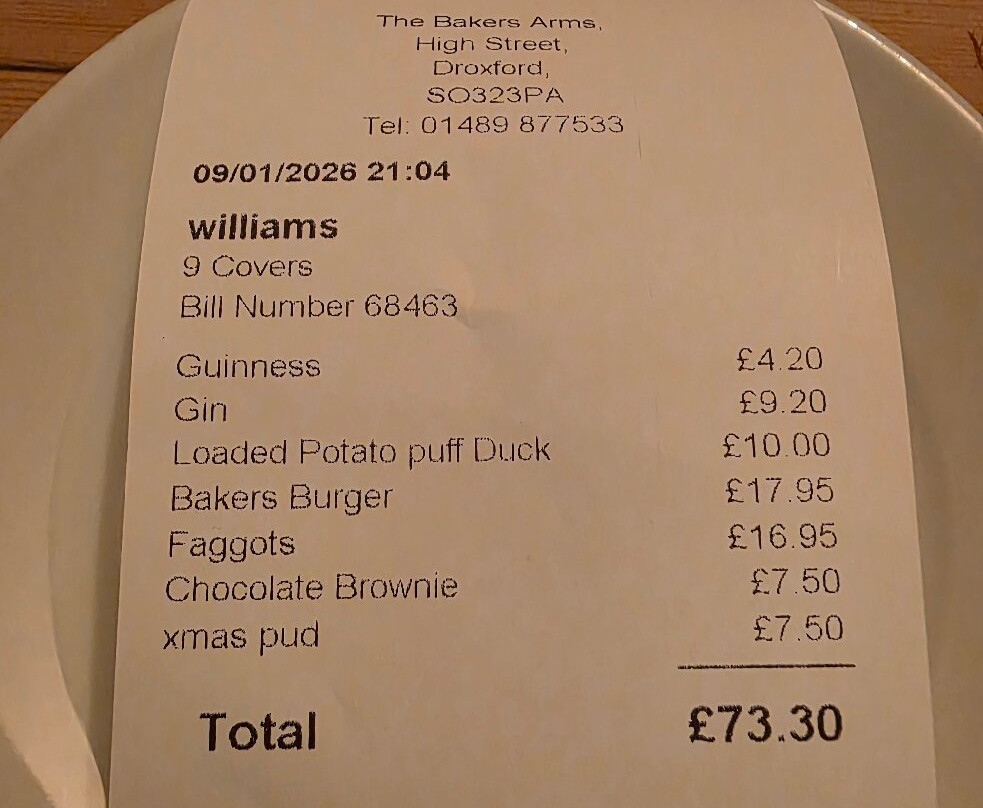 The Bakers Arms,
High Street,
Droxford,
SO323PA
Tel: 01489 877533
09/01/2026 21:04
williams
9 Covers
Bill Number 68463
Guinness £4.20
Gin £9.20
Loaded Potato puff Duck £10.00
Bakers Burger £17.95
Faggots £16.95
Chocolate Brownie £7.50
xmas pud £7.50
Total £73.30